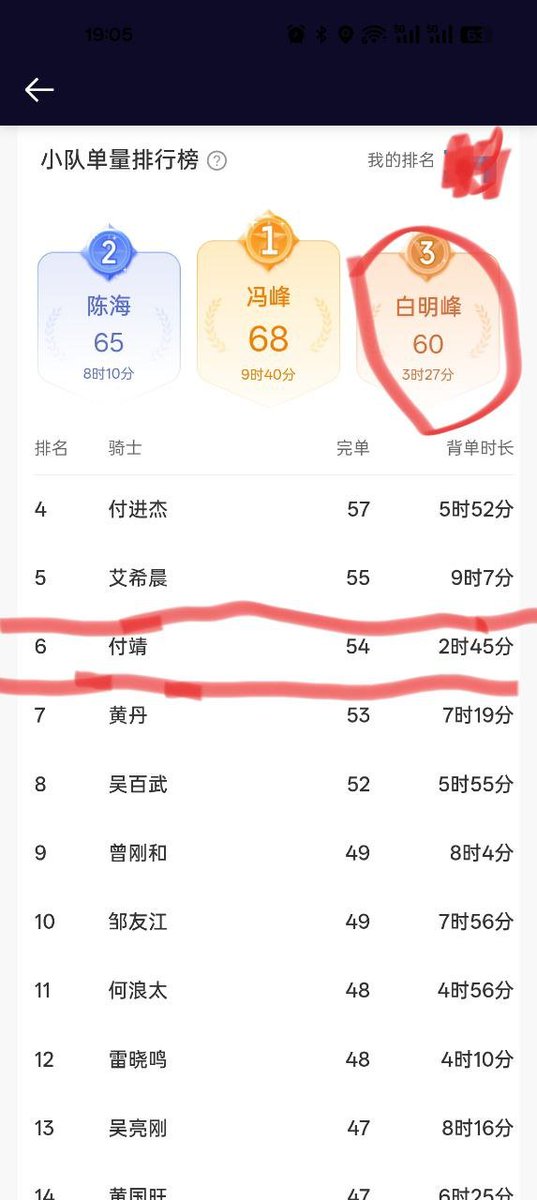 19:05
63
小队单量排行榜 ?
我的排名
2
陈海
65
8时10分
1
冯峰
68
9时40分
3
白明峰
60
3时27分
排名 骑士 完单 背单时长
4 付进杰 57 5时52分
5 艾希晨 55 9时7分
6 付靖 54 2时45分
7 黄丹 53 7时19分
8 吴百武 52 5时55分
9 曾刚和 49 8时4分
10 邹友江 49 7时56分
11 何浪太 48 4时56分
12 雷晓鸣 48 4时10分
13 吴亮刚 47 8时16分
14 黄国旺 47 6时25分